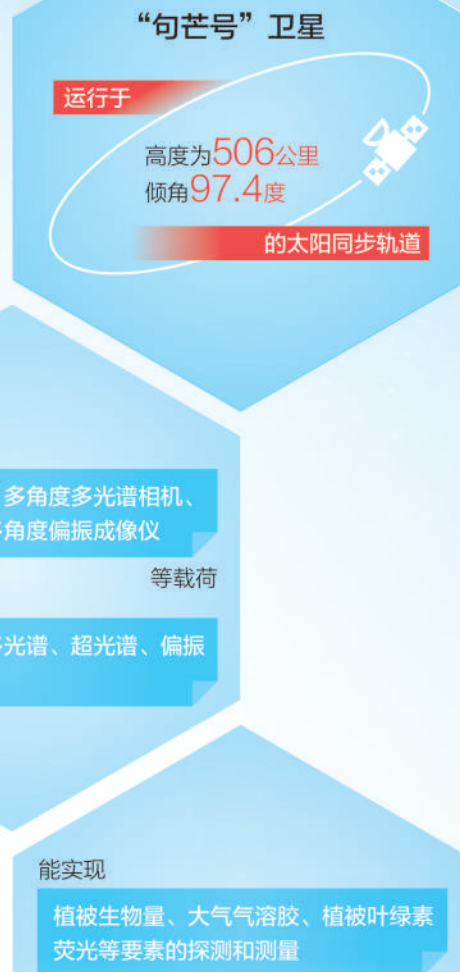 “句芒号”卫星
运行于
高度为506公里
倾角97.4度
的太阳同步轨道
多角度多光谱相机、
角度偏振成像仪
等载荷
光谱、超光谱、偏振
能实现
植被生物量、大气气溶胶、植被叶绿素
荧光等要素的探测和测量